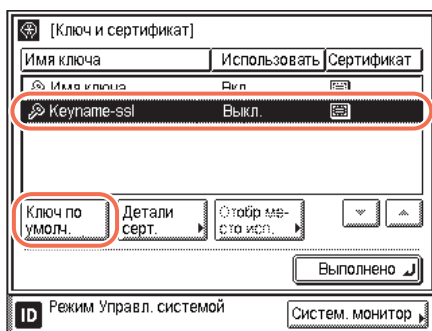 [Ключ и сертификат]
Имя ключа Использовать Сертификат
Имя ключа Вкл.
Keyname-ssl Выкл.
Ключ по умолч. Детали серт. Отобр ме-сто исп.
Выполнено
ID Режим Управл. системой Систем. монитор